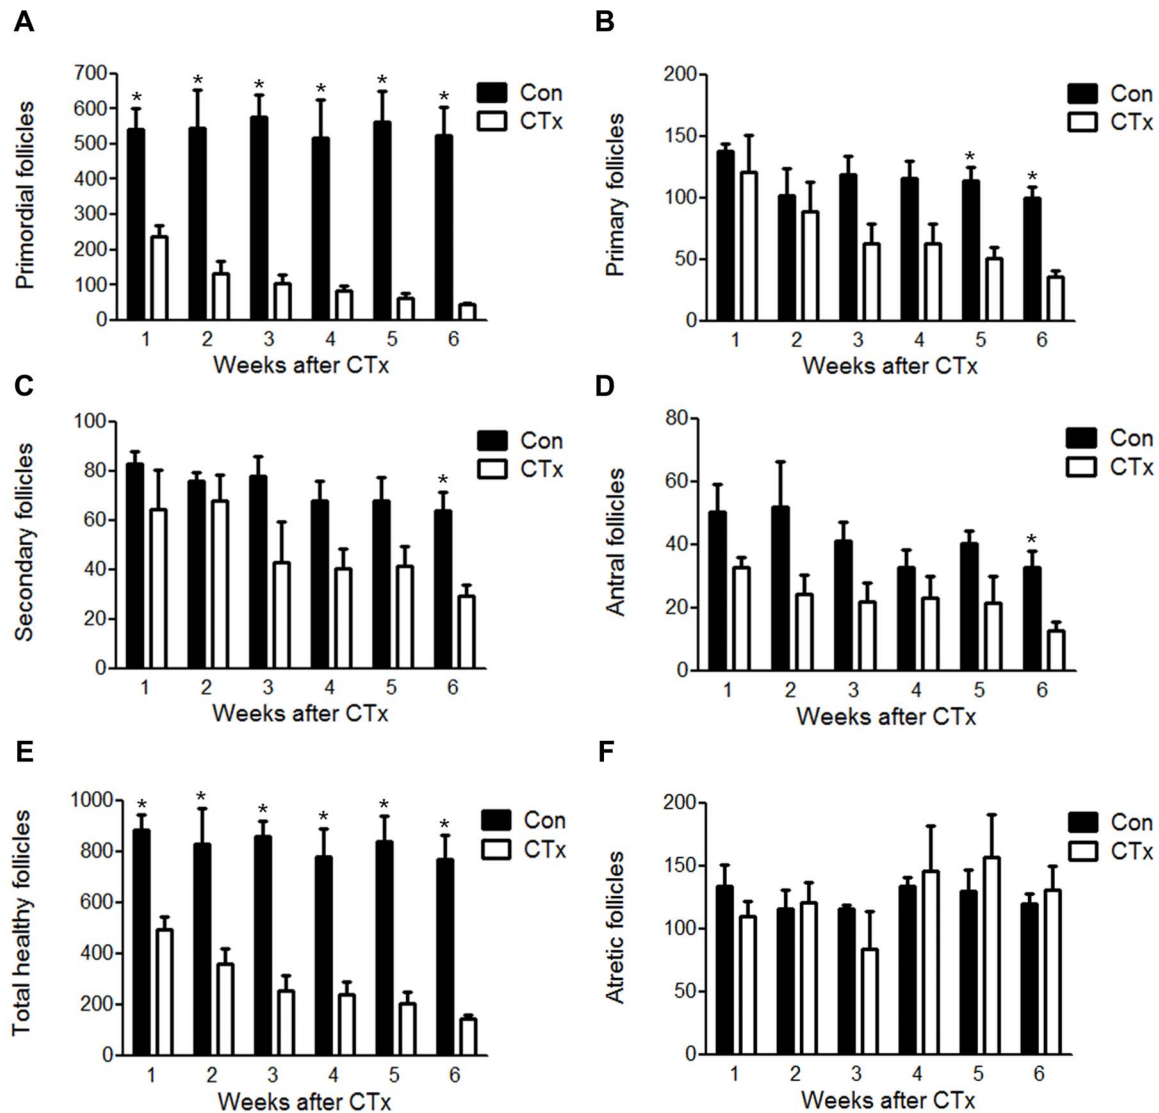 A
B
Primordial follicles
700
600
500
400
300
200
100
0
* * * * * *
Con
CTx
1 2 3 4 5 6
Weeks after CTx
Primary follicles
200
150
100
50
0
* *
Con
CTx
1 2 3 4 5 6
Weeks after CTx
C
D
Secondary follicles
100
80
60
40
20
0
*
Con
CTx
1 2 3 4 5 6
Weeks after CTx
Antral follicles
80
60
40
20
0
*
Con
CTx
1 2 3 4 5 6
Weeks after CTx
E
F
Total healthy follicles
1000
800
600
400
200
0
* * * * * *
Con
CTx
1 2 3 4 5 6
Weeks after CTx
Atretic follicles
200
150
100
50
0
Con
CTx
1 2 3 4 5 6
Weeks after CTx